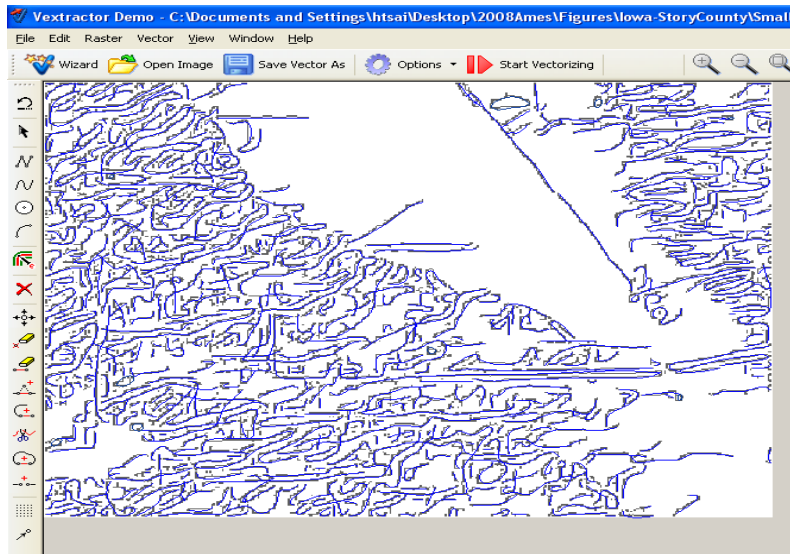 Vextractor Demo - C:\Documents and Settings\htsai\Desktop\2008Ames\Figures\Iowa-StoryCounty\Small
File Edit Raster Vector View Window Help
Wizard Open Image Save Vector As Options Start Vectorizing